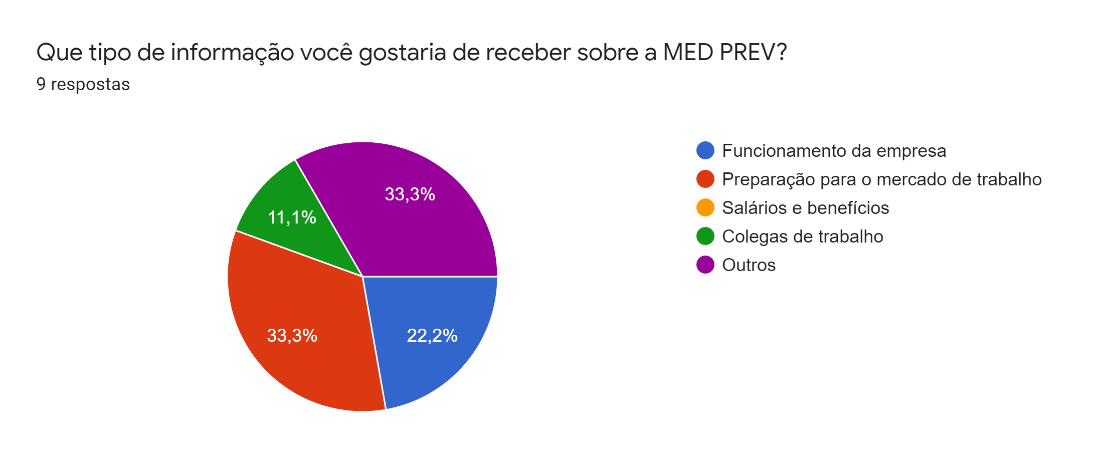 Que tipo de informação você gostaria de receber sobre a MED PREV?
9 respostas
33,3%
11,1%
33,3%
22,2%
Funcionamento da empresa
Preparação para o mercado de trabalho
Salários e benefícios
Colegas de trabalho
Outros